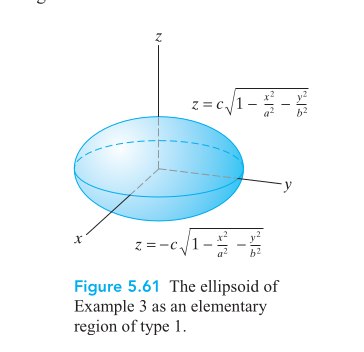 z
z = c√(1 − x²/a² − y²/b²)
y
x
z = −c√(1 − x²/a² − y²/b²)
Figure 5.61 The ellipsoid of
Example 3 as an elementary
region of type 1.